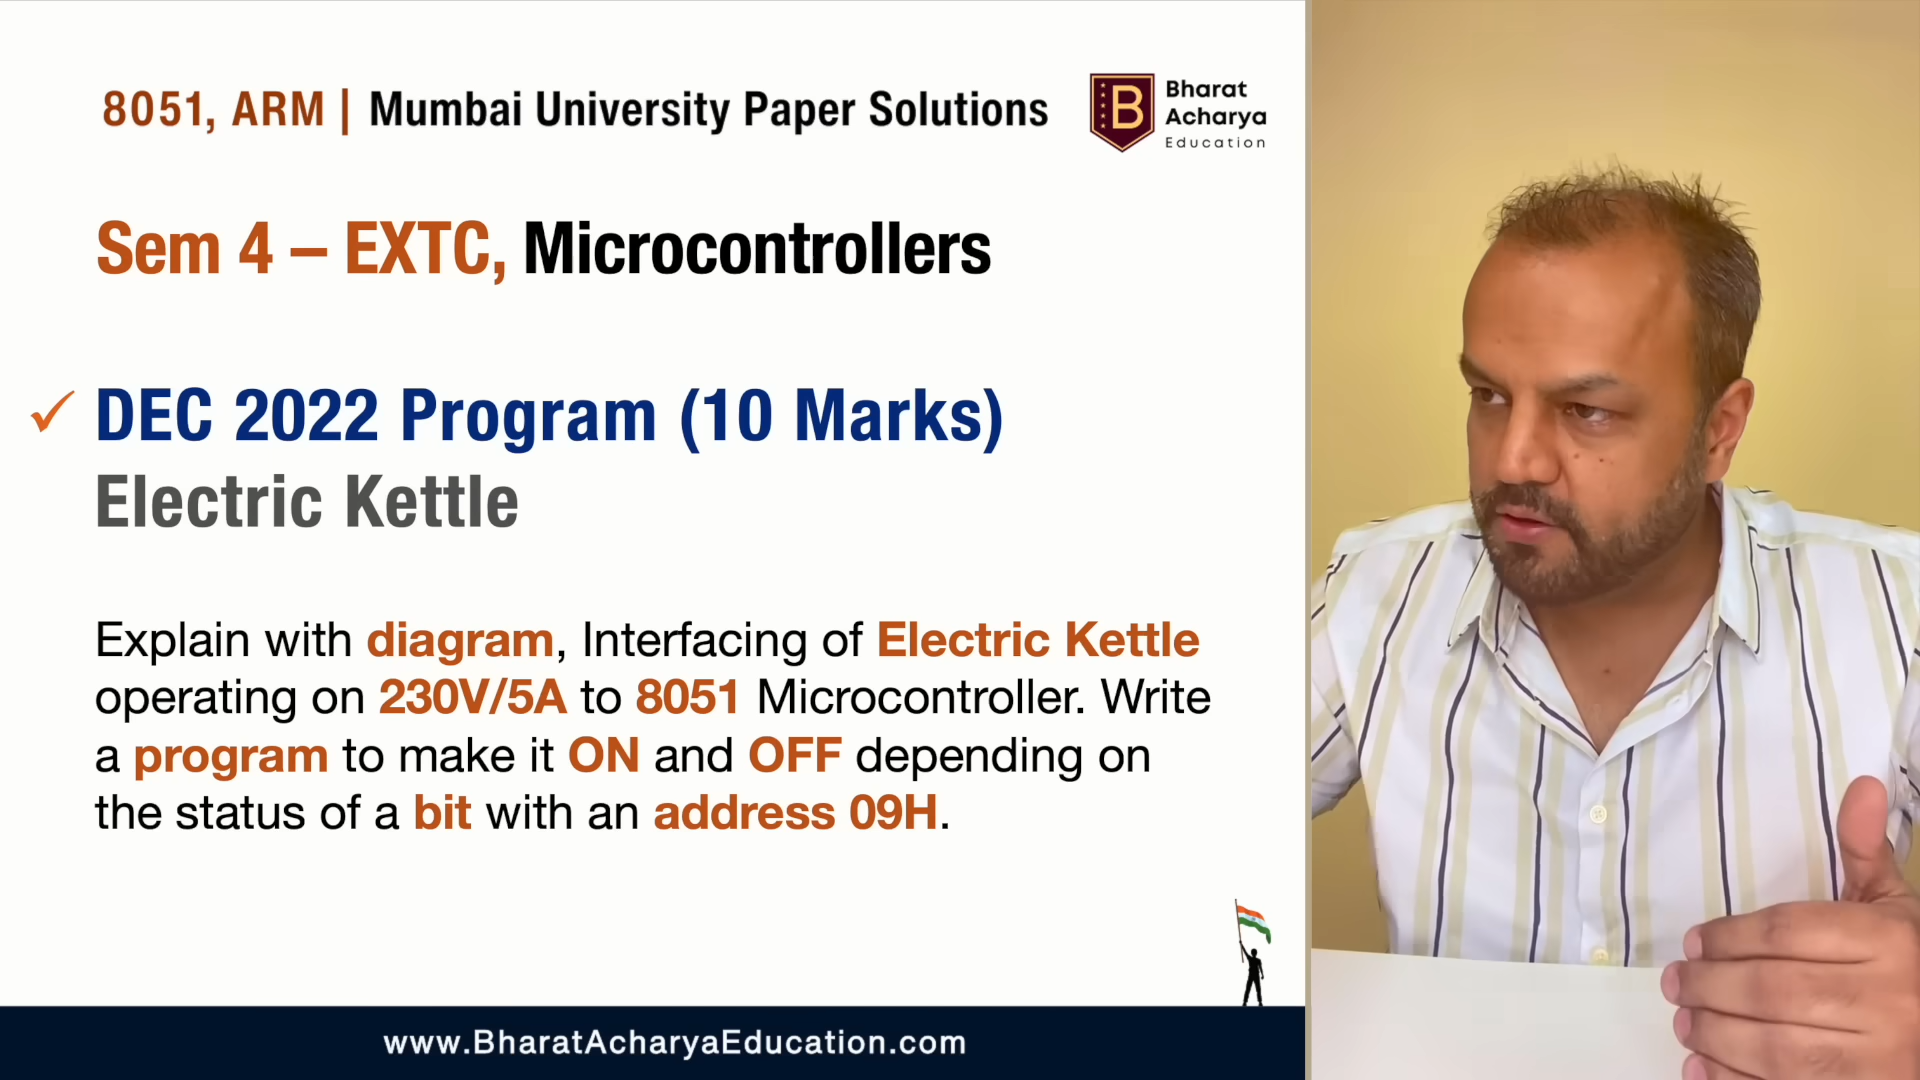 8051, ARM | Mumbai University Paper Solutions
B
Bharat
Acharya
Education
Sem 4 – EXTC, Microcontrollers
✓ DEC 2022 Program (10 Marks)
Electric Kettle
Explain with diagram, Interfacing of Electric Kettle
operating on 230V/5A to 8051 Microcontroller. Write
a program to make it ON and OFF depending on
the status of a bit with an address 09H.
www.BharatAcharyaEducation.com